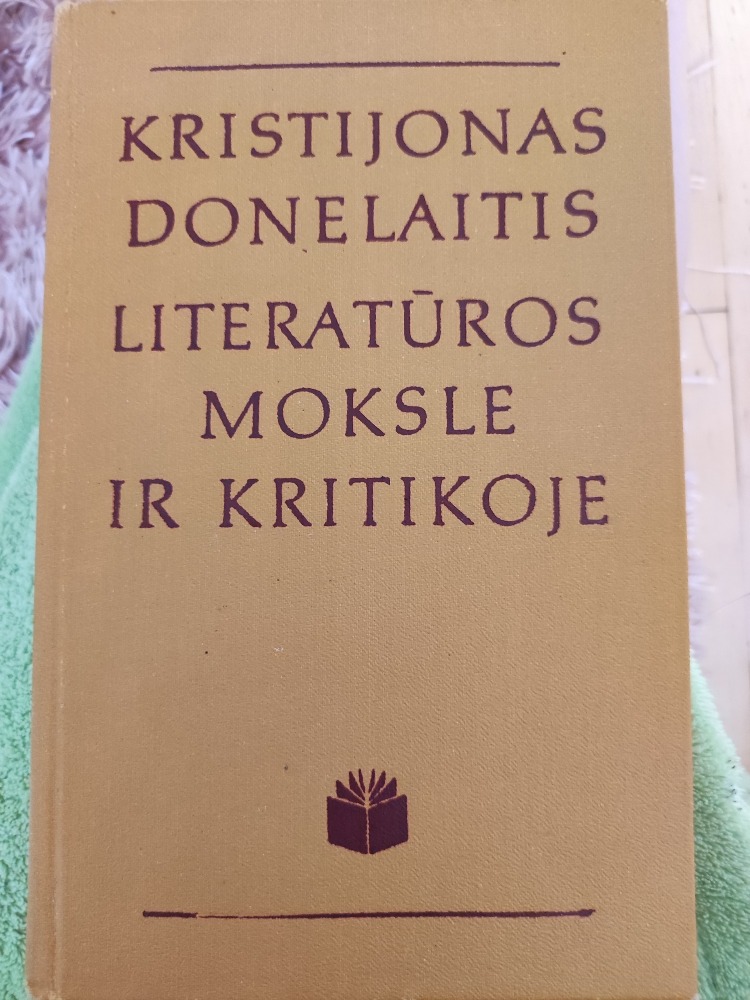 KRISTIJONAS
DONELAITIS
LITERATŪROS
MOKSLE
IR KRITIKOJE